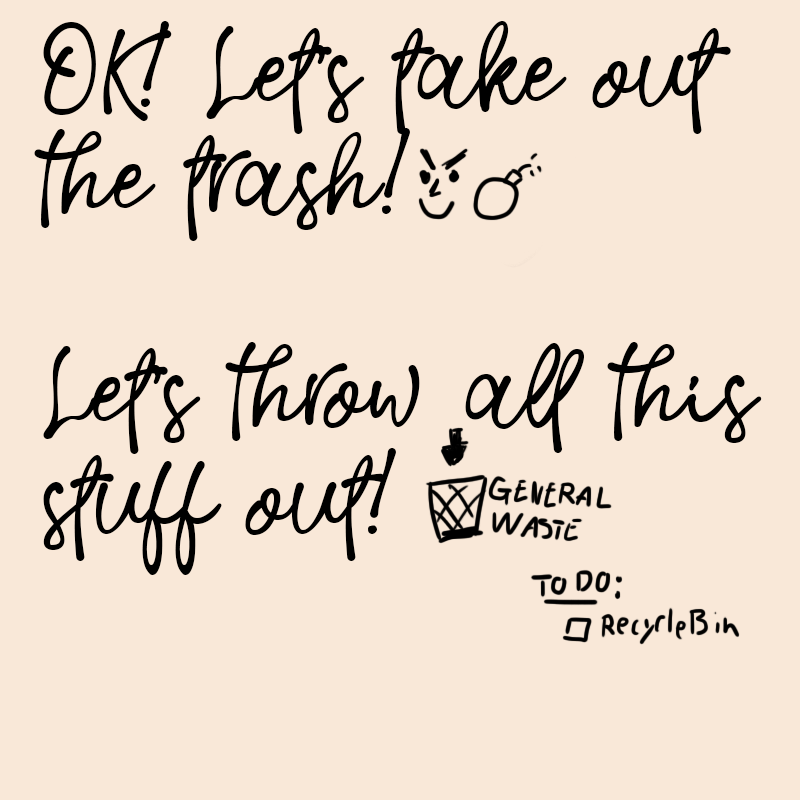 OK! Let's take out
the trash!
Let's throw all this
stuff out!
GENERAL
WASTE
TO DO:
RecycleBin